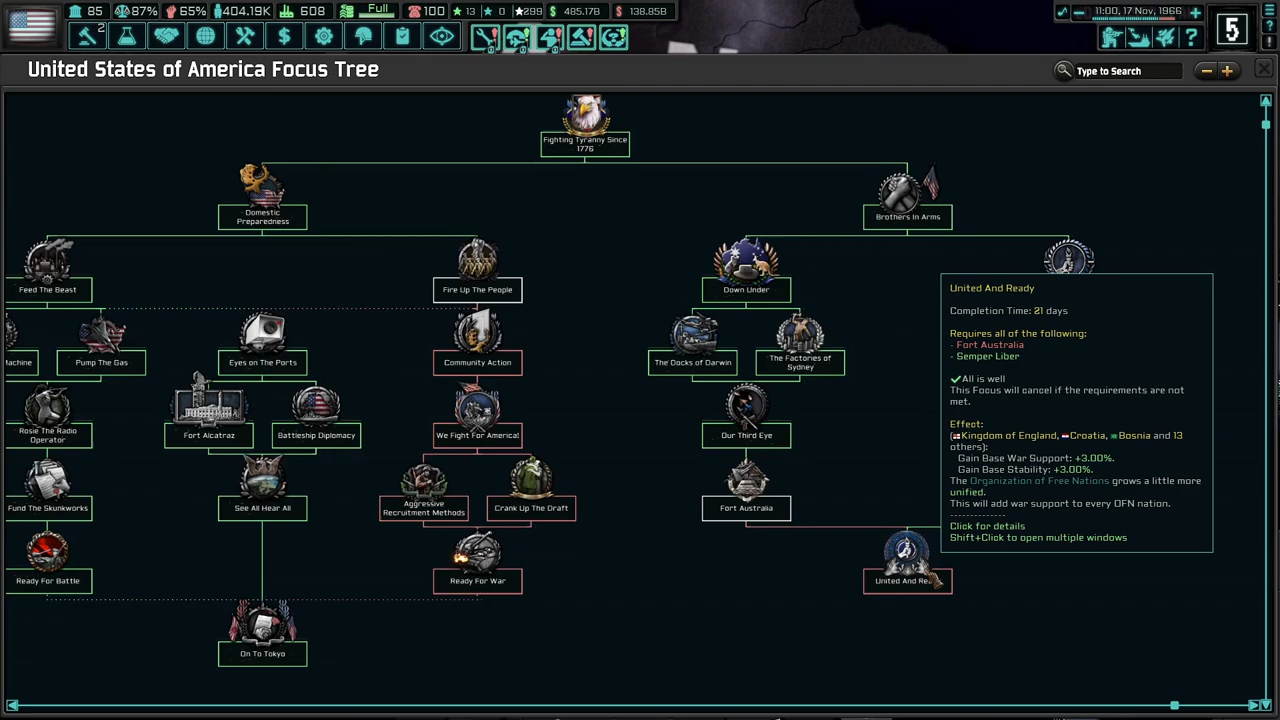 85 87% 65% 404.19K 608 Full 100 13 0 299 $ 485.17B $ 138.85B
11:00, 17 Nov, 1966
5
2
?
United States of America Focus Tree
Type to Search
Fighting Tyranny Since
1776
Domestic
Preparedness
Brothers In Arms
Feed The Beast
Fire Up The People
Down Under
Machine
Pump The Gas
Eyes on The Ports
Community Action
The Docks of Darwin
The Factories of
Sydney
Rosie The Radio
Operator
Fort Alcatraz
Battleship Diplomacy
We Fight For America!
Our Third Eye
Fund The Skunkworks
See All Hear All
Aggressive
Recruitment Methods
Crank Up The Draft
Fort Australia
Ready For Battle
Ready For War
United And Rea
On To Tokyo
United And Ready
Completion Time: 21 days
Requires all of the following:
- Fort Australia
- Semper Liber
All is well
This Focus will cancel if the requirements are not
met.
Effect:
(Kingdom of England, Croatia, Bosnia and 13
others):
Gain Base War Support: +3.00%.
Gain Base Stability: +3.00%.
The Organization of Free Nations grows a little more
unified.
This will add war support to every OFN nation.
--------------
Click for details
Shift+Click to open multiple windows